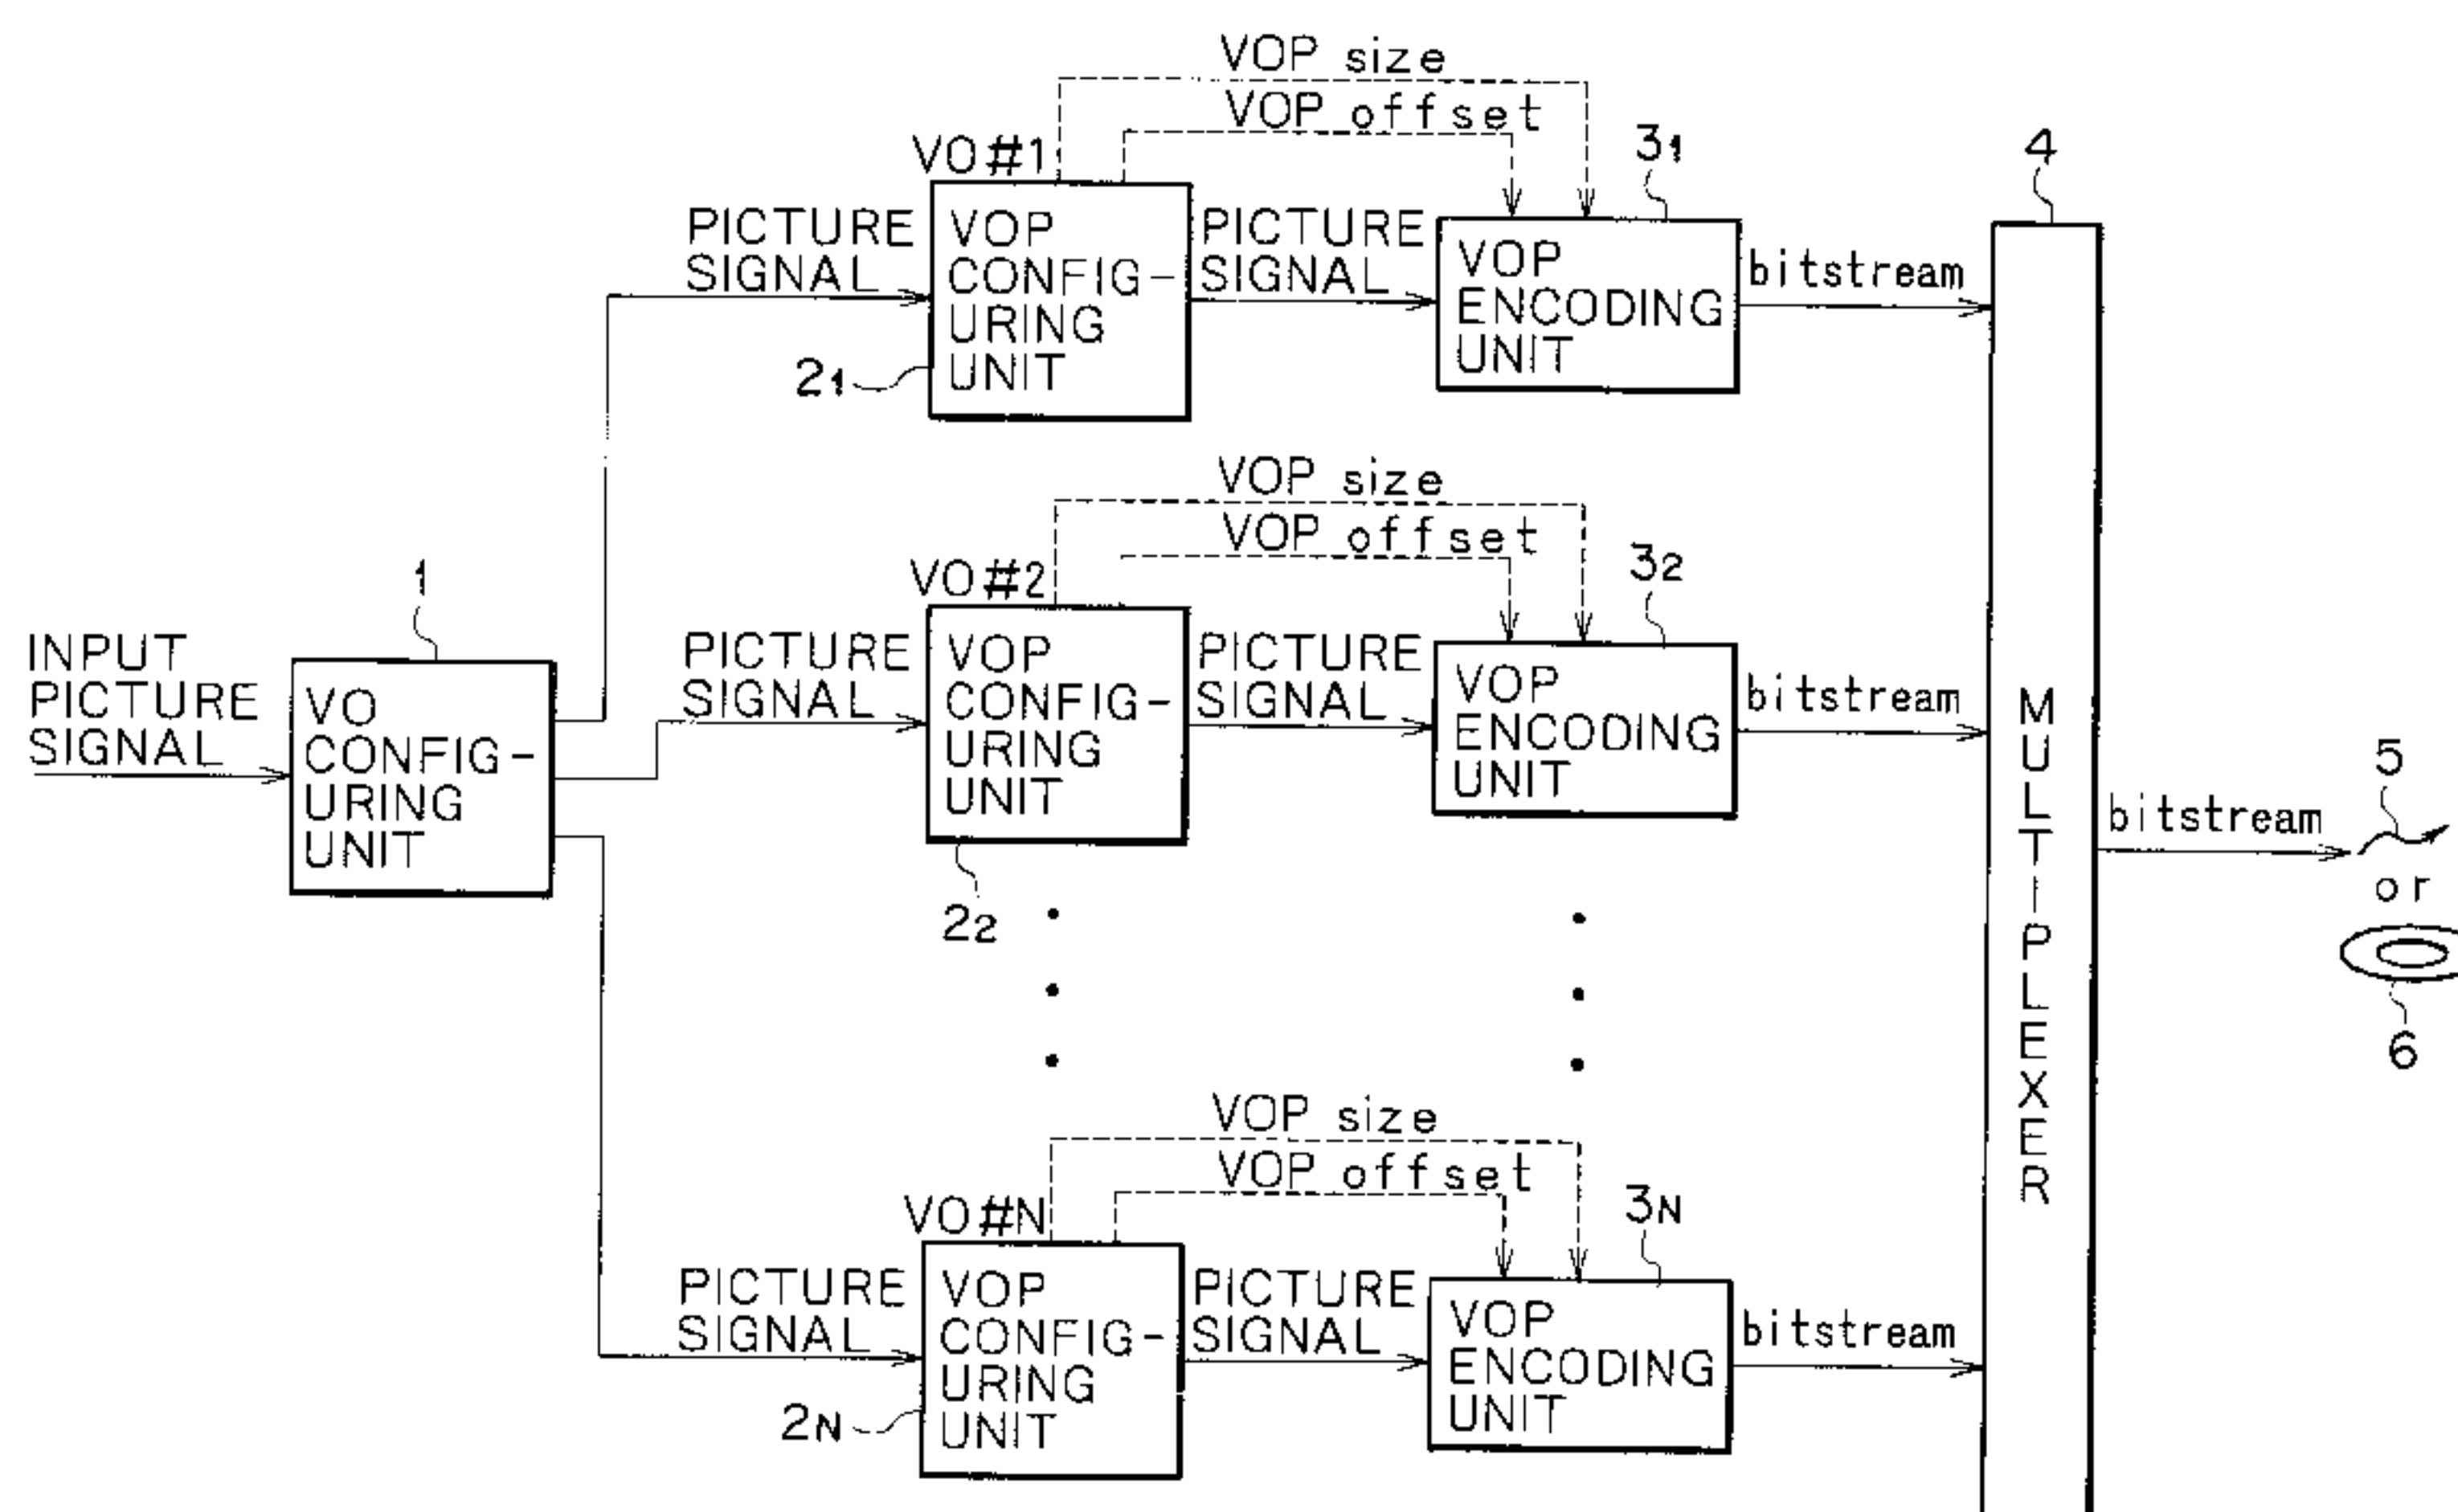 VOP size
VOP offset
VO #1
31
4
PICTURE
SIGNAL
VOP
CONFIG-
URING
UNIT
PICTURE
SIGNAL
VOP
ENCODING
UNIT
bitstream
21
VOP size
VOP offset
VO #2
32
1
INPUT
PICTURE
SIGNAL
VO
CONFIG-
URING
UNIT
PICTURE
SIGNAL
VOP
CONFIG-
URING
UNIT
PICTURE
SIGNAL
VOP
ENCODING
UNIT
bitstream
22
MULTIPLEXER
bitstream
5
or
6
VOP size
VOP offset
VO #N
3N
PICTURE
SIGNAL
VOP
CONFIG-
URING
UNIT
PICTURE
SIGNAL
VOP
ENCODING
UNIT
bitstream
2N